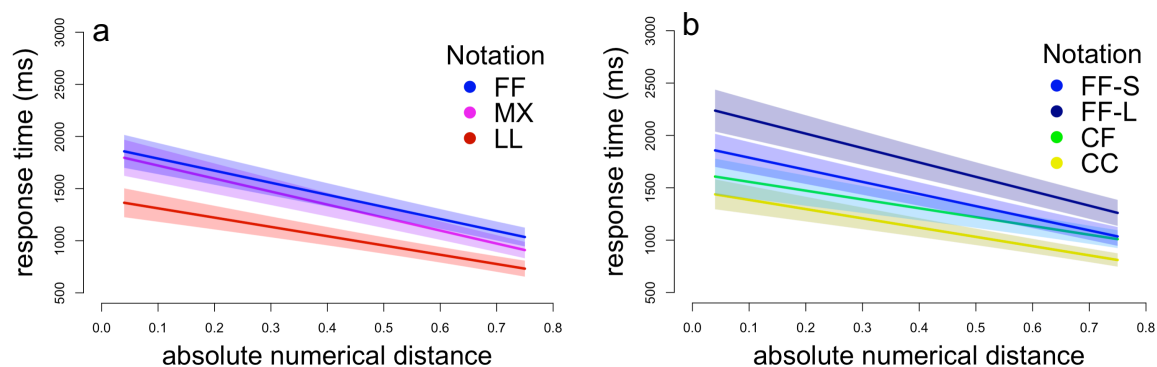 a
response time (ms)
3000
2500
2000
1500
1000
500
Notation
FF
MX
LL
0.0 0.1 0.2 0.3 0.4 0.5 0.6 0.7 0.8
absolute numerical distance
b
response time (ms)
3000
2500
2000
1500
1000
500
Notation
FF-S
FF-L
CF
CC
0.0 0.1 0.2 0.3 0.4 0.5 0.6 0.7 0.8
absolute numerical distance